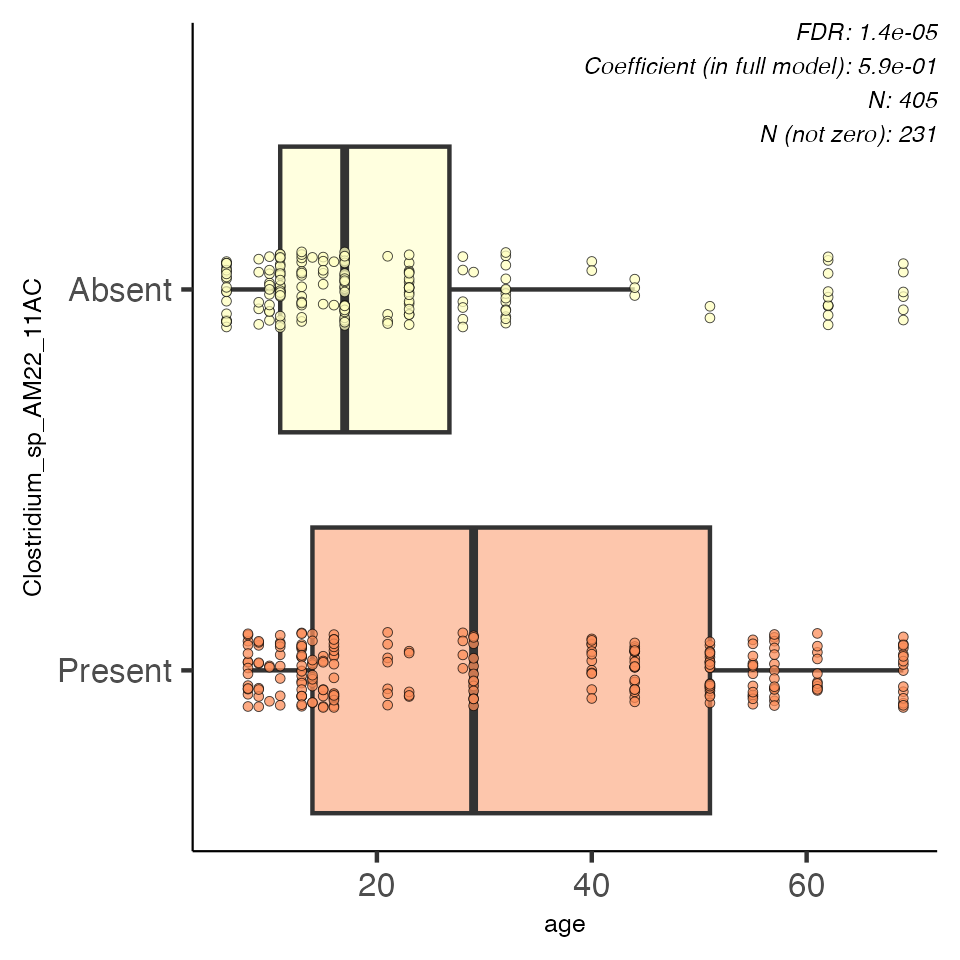 FDR: 1.4e-05
Coefficient (in full model): 5.9e-01
N: 405
N (not zero): 231
Clostridium_sp_AM22_11AC
Absent
Present
20 40 60
age